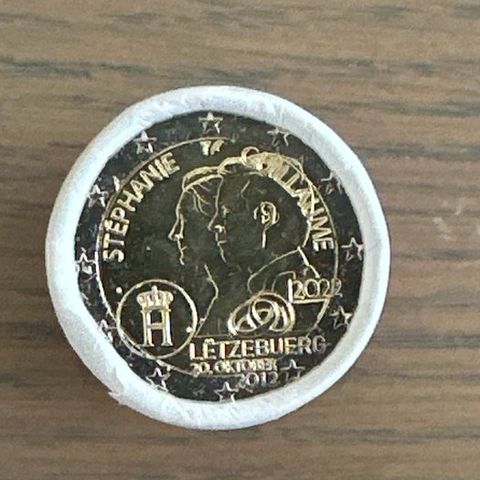 STÉPHANIE
GUILLAUME
2022
H
LËTZEBUERG
20. OKTOBER
2012